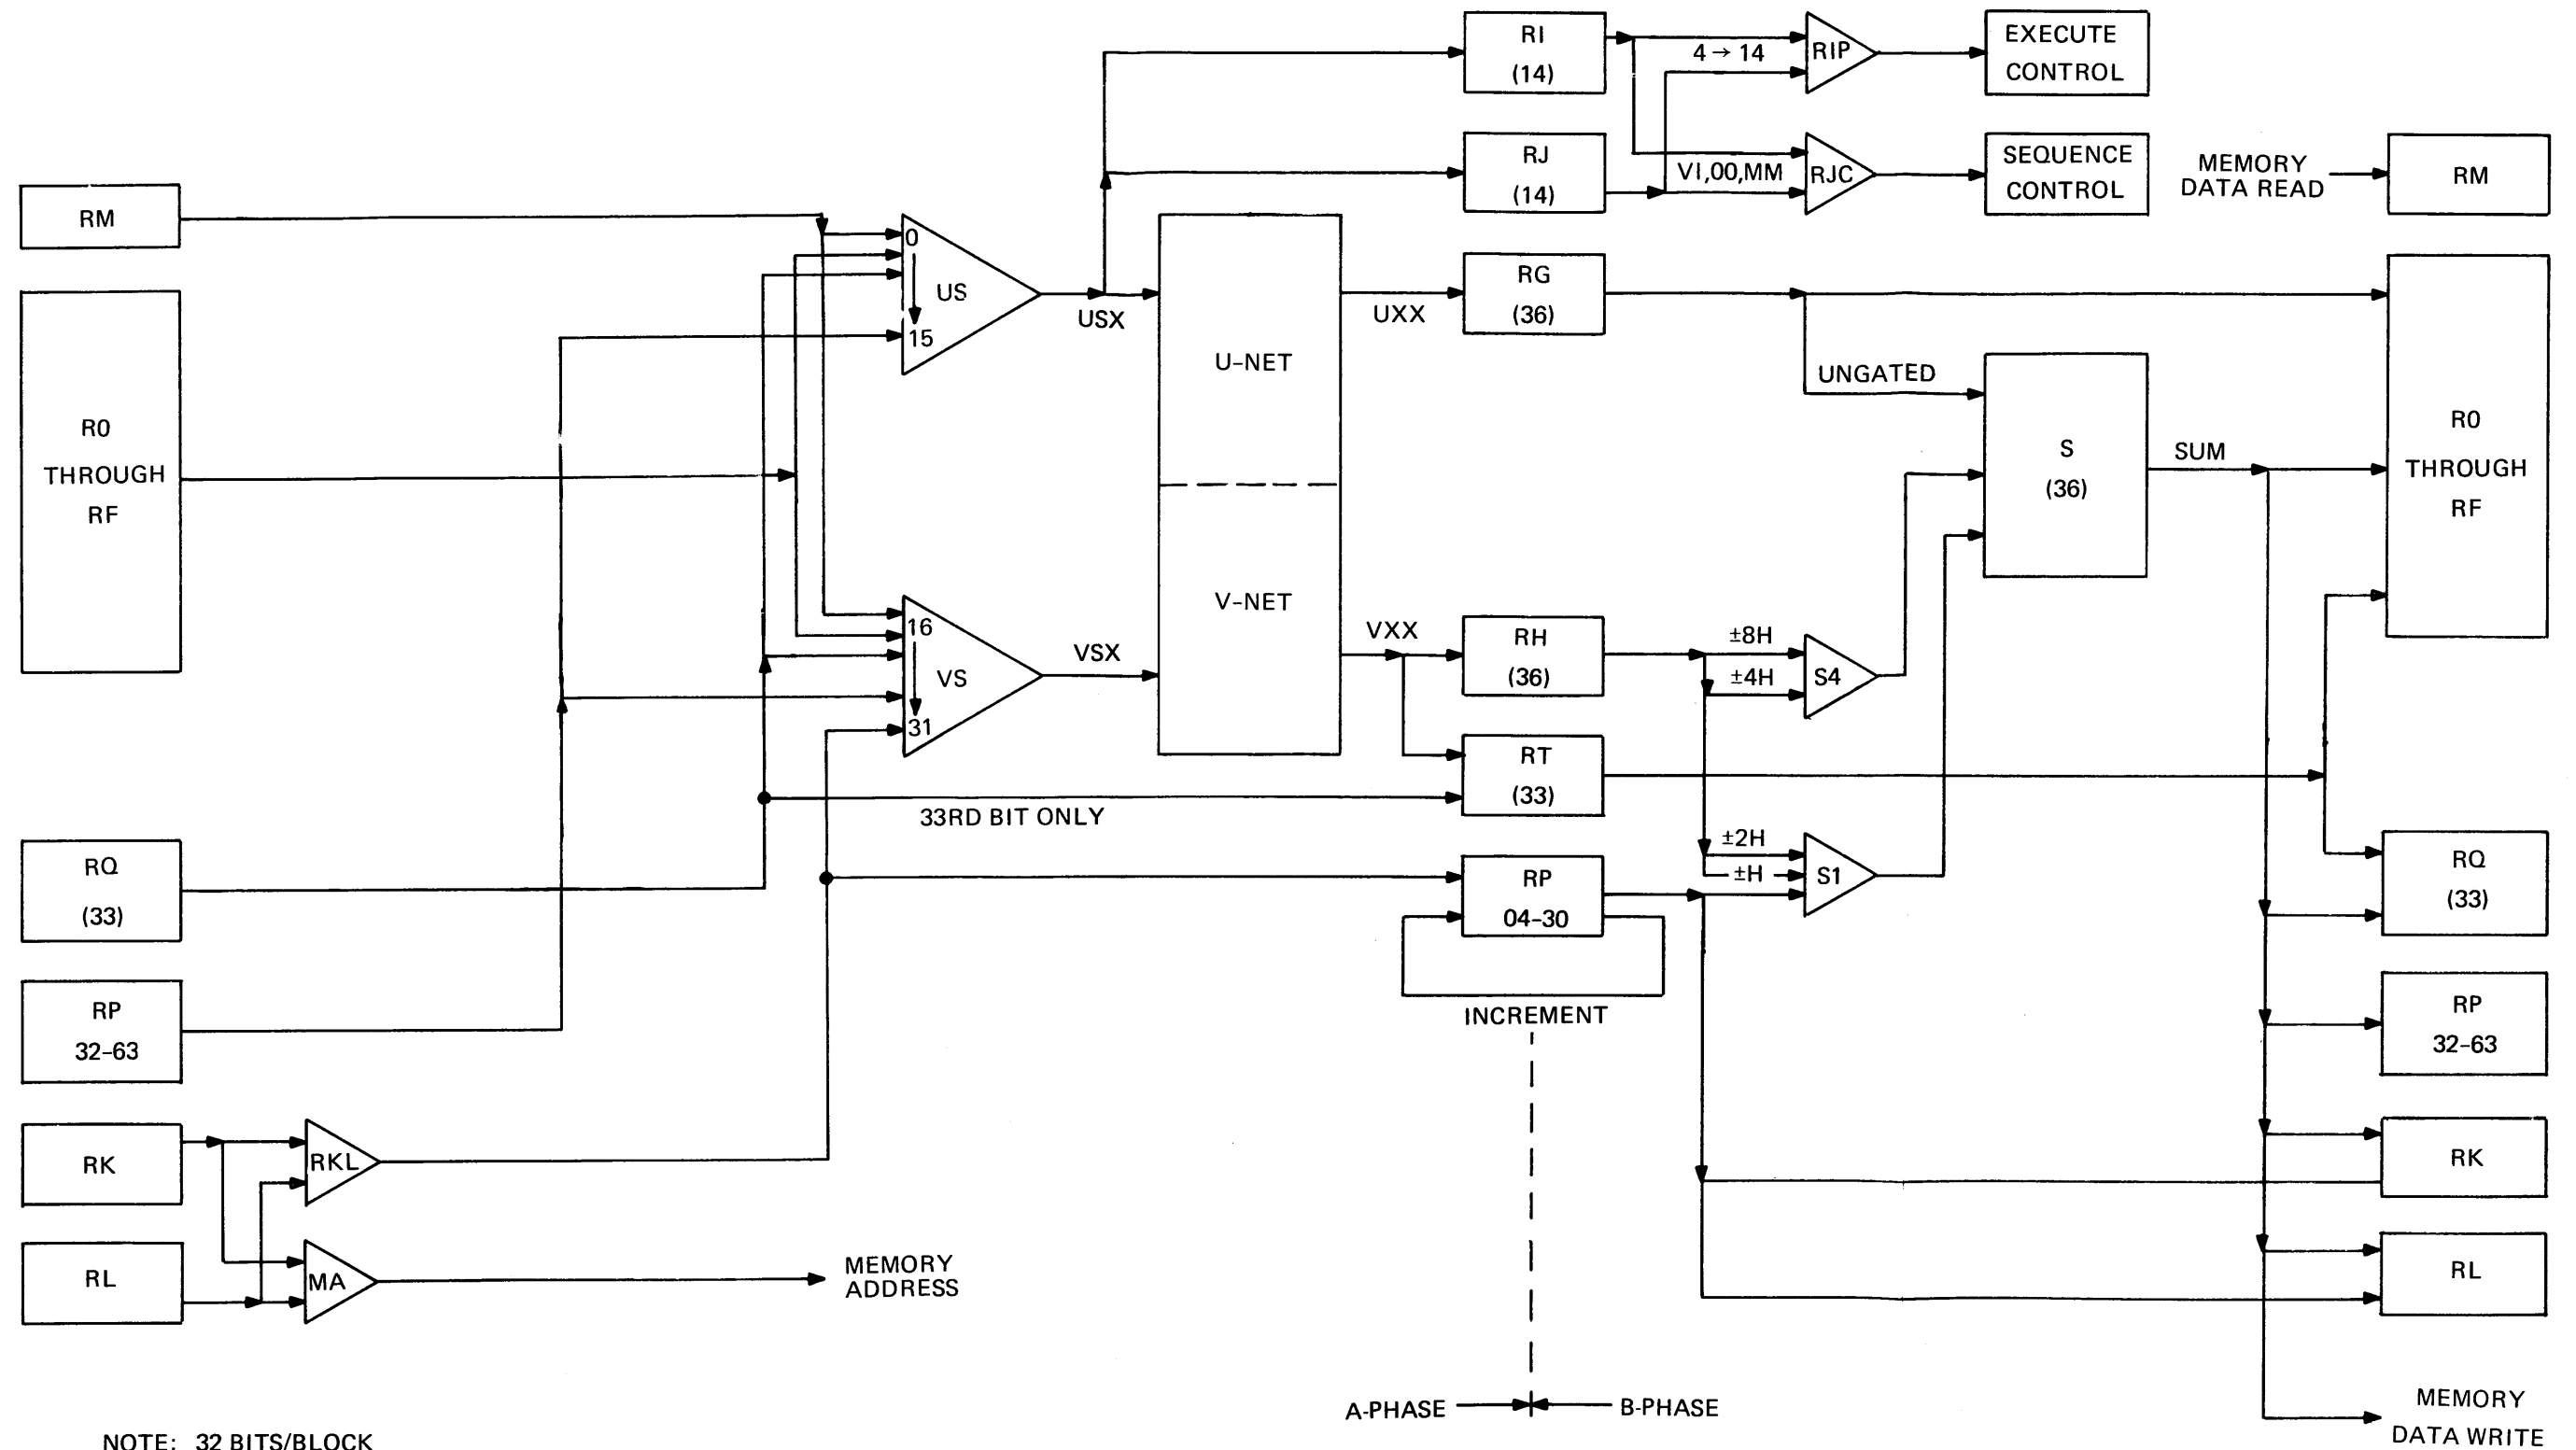 RM
R0
THROUGH
RF
RQ
(33)
RP
32-63
RK
RL
RKL
MA
MEMORY
ADDRESS
NOTE: 32 BITS/BLOCK
0
US
15
16
VS
31
USX
VSX
33RD BIT ONLY
U-NET
V-NET
UXX
VXX
RI
(14)
RJ
(14)
RG
(36)
RH
(36)
RT
(33)
RP
04-30
INCREMENT
A-PHASE
B-PHASE
4 → 14
VI,00,MM
RIP
RJC
EXECUTE
CONTROL
SEQUENCE
CONTROL
UNGATED
±8H
±4H
S4
±2H
±H
S1
S
(36)
SUM
MEMORY
DATA READ
RM
R0
THROUGH
RF
RQ
(33)
RP
32-63
RK
RL
MEMORY
DATA WRITE